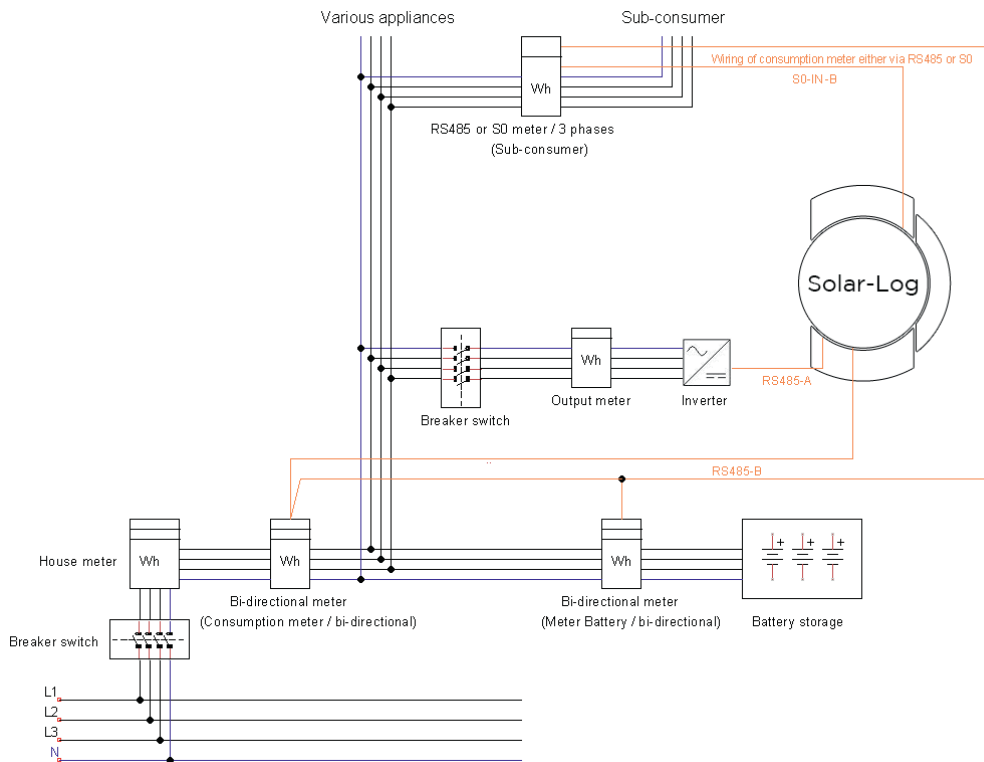 Various appliances
Sub-consumer
Wiring of consumption meter either via RS485 or S0
S0-IN-B
Wh
RS485 or S0 meter / 3 phases
(Sub-consumer)
Solar-Log
Wh
RS485-A
Breaker switch
Output meter
Inverter
RS485-B
House meter
Wh
Wh
Wh
+ + +
Bi-directional meter
(Consumption meter / bi-directional)
Bi-directional meter
(Meter Battery / bi-directional)
Battery storage
Breaker switch
L1
L2
L3
N